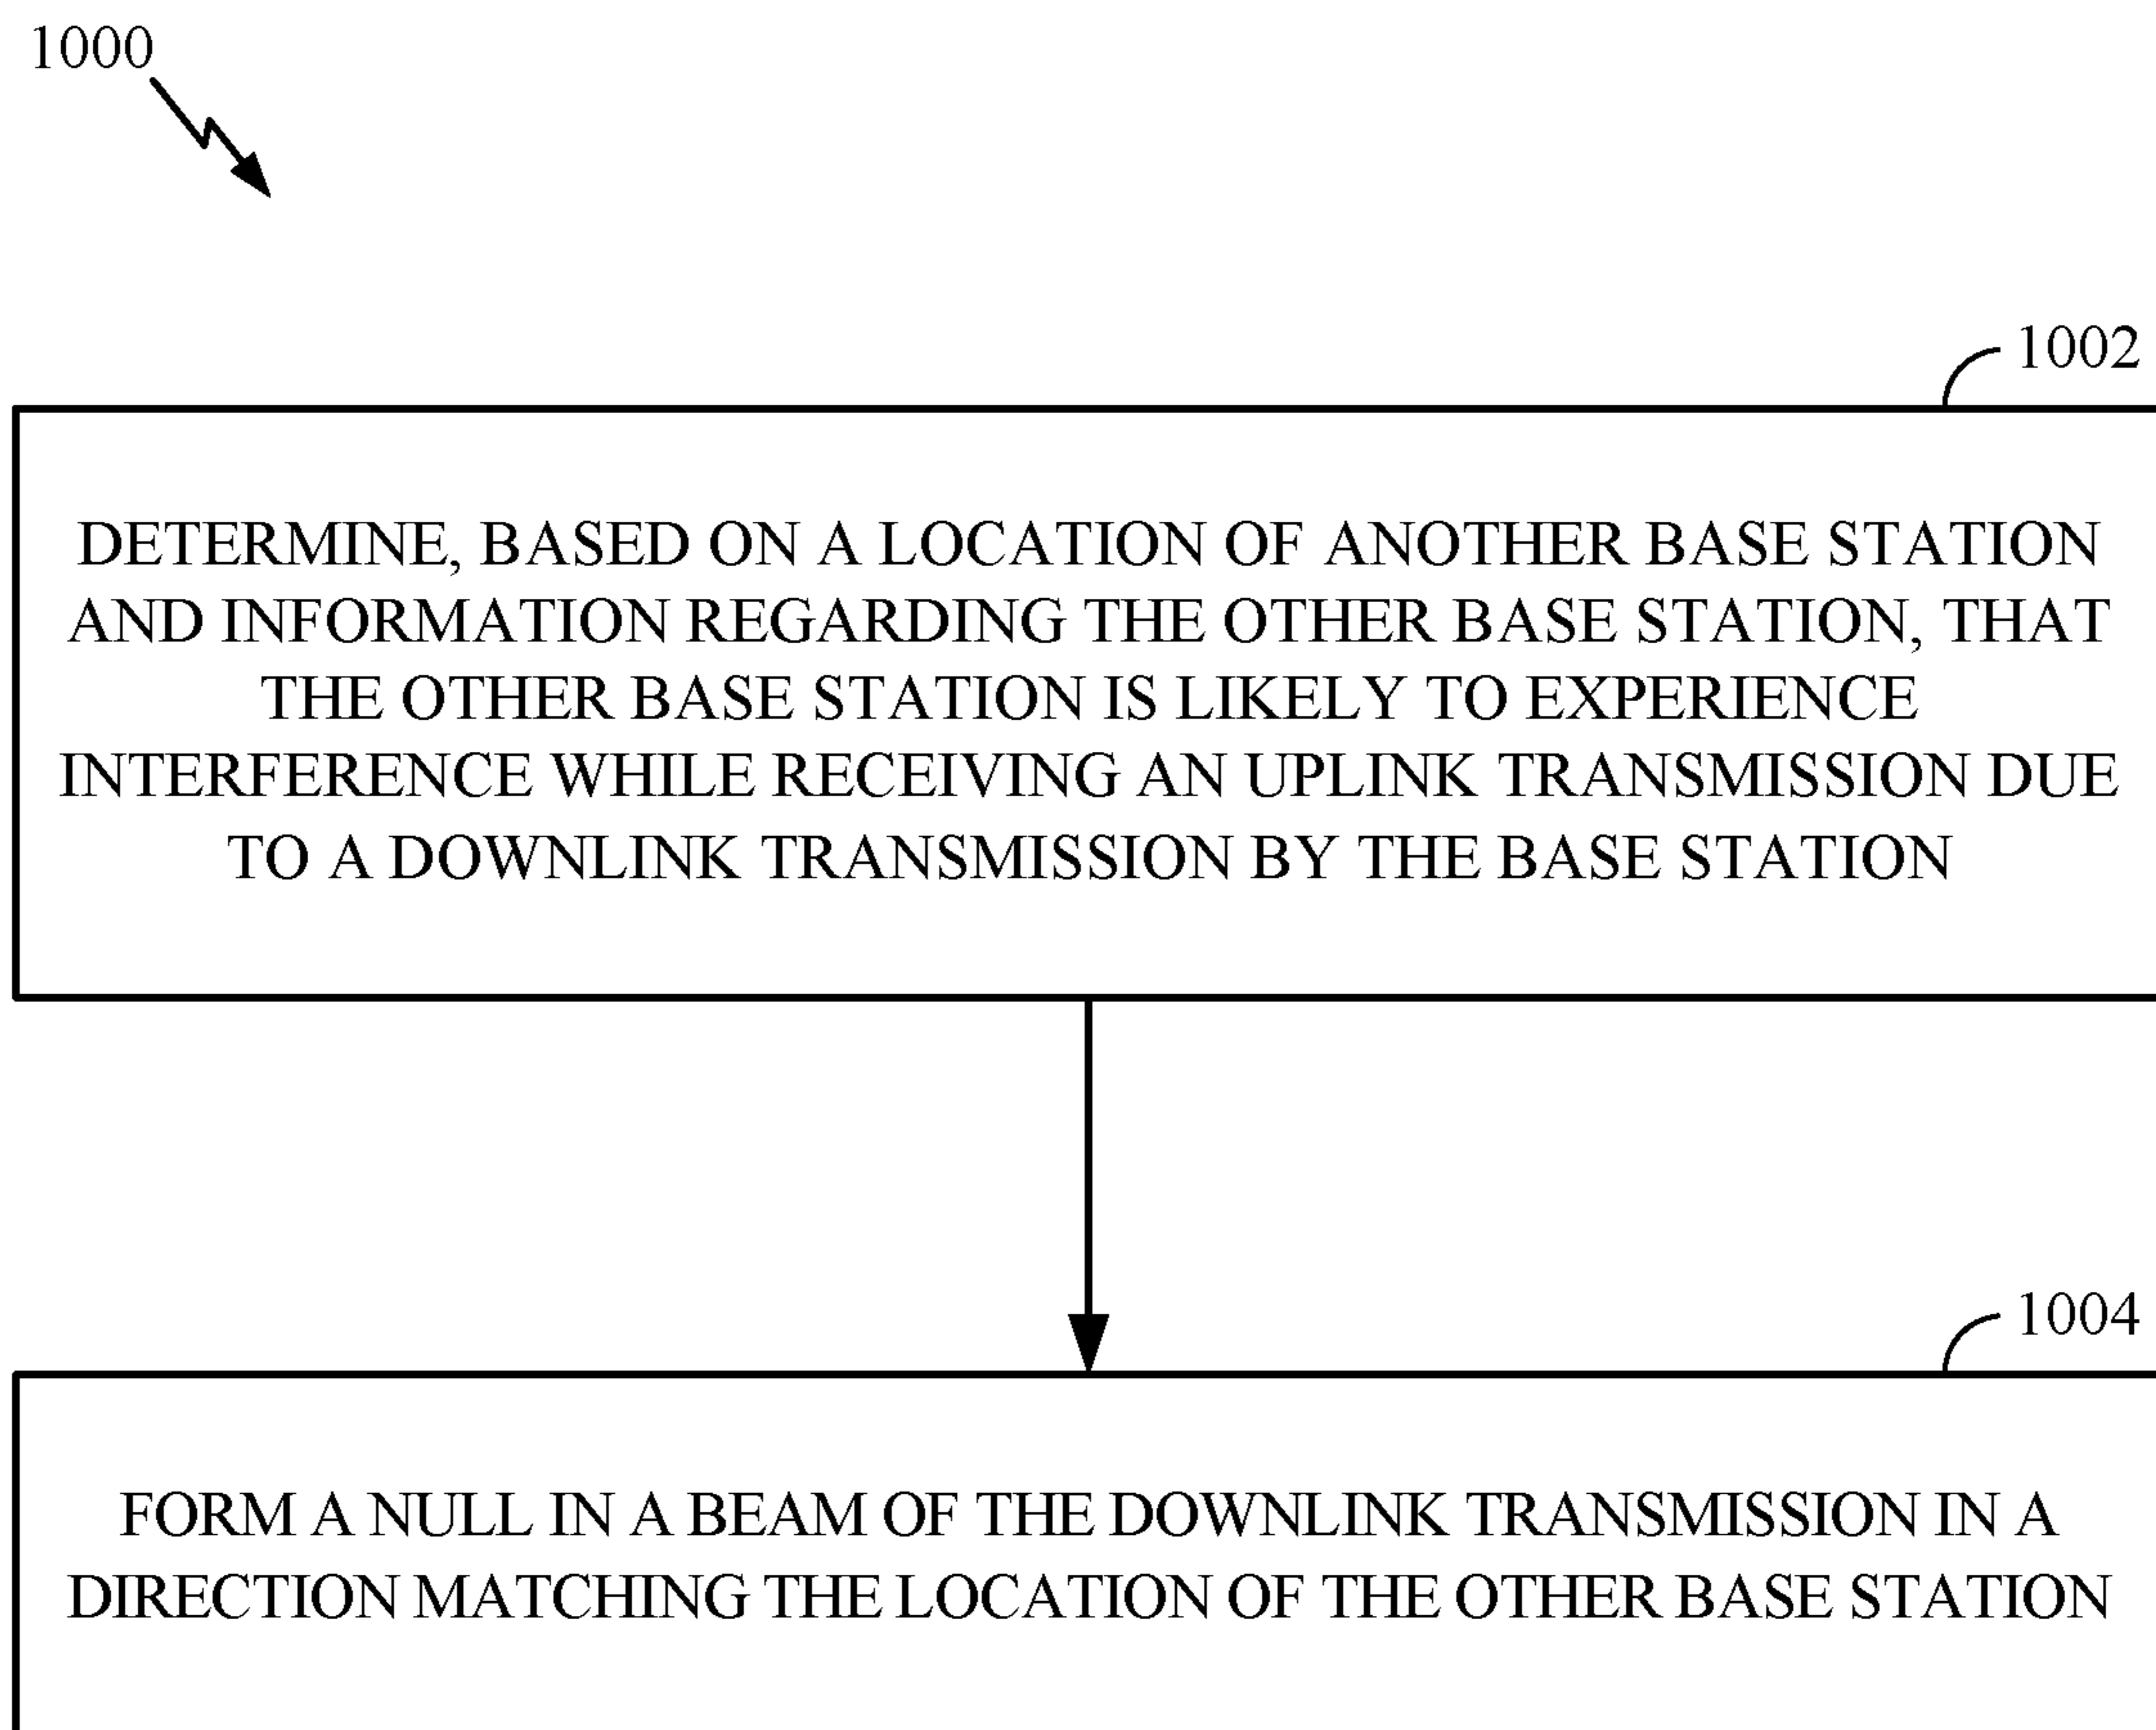 1000
1002
DETERMINE, BASED ON A LOCATION OF ANOTHER BASE STATION
AND INFORMATION REGARDING THE OTHER BASE STATION, THAT
THE OTHER BASE STATION IS LIKELY TO EXPERIENCE
INTERFERENCE WHILE RECEIVING AN UPLINK TRANSMISSION DUE
TO A DOWNLINK TRANSMISSION BY THE BASE STATION
1004
FORM A NULL IN A BEAM OF THE DOWNLINK TRANSMISSION IN A
DIRECTION MATCHING THE LOCATION OF THE OTHER BASE STATION